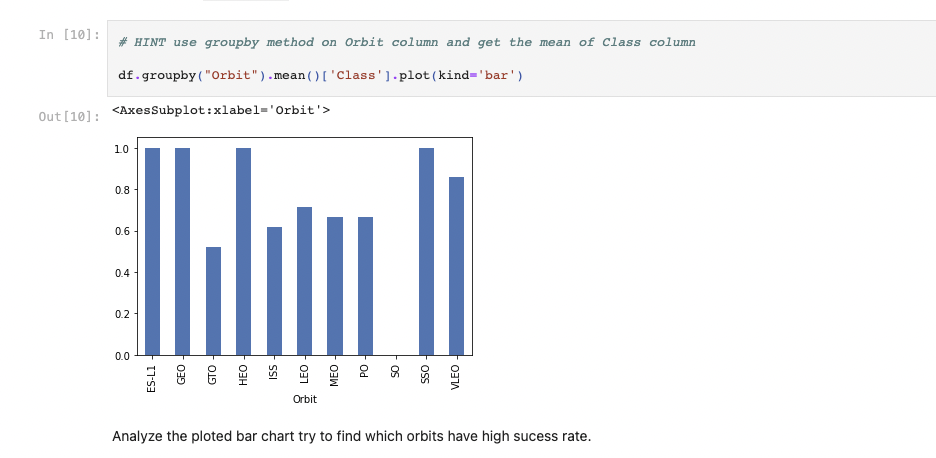 In [10]:
# HINT use groupby method on Orbit column and get the mean of Class column
df.groupby("Orbit").mean()['Class'].plot(kind='bar')
Out[10]:
<AxesSubplot:xlabel='Orbit'>
1.0
0.8
0.6
0.4
0.2
0.0
ES-L1
GEO
GTO
HEO
ISS
LEO
MEO
PO
SO
SSO
VLEO
Orbit
Analyze the ploted bar chart try to find which orbits have high sucess rate.